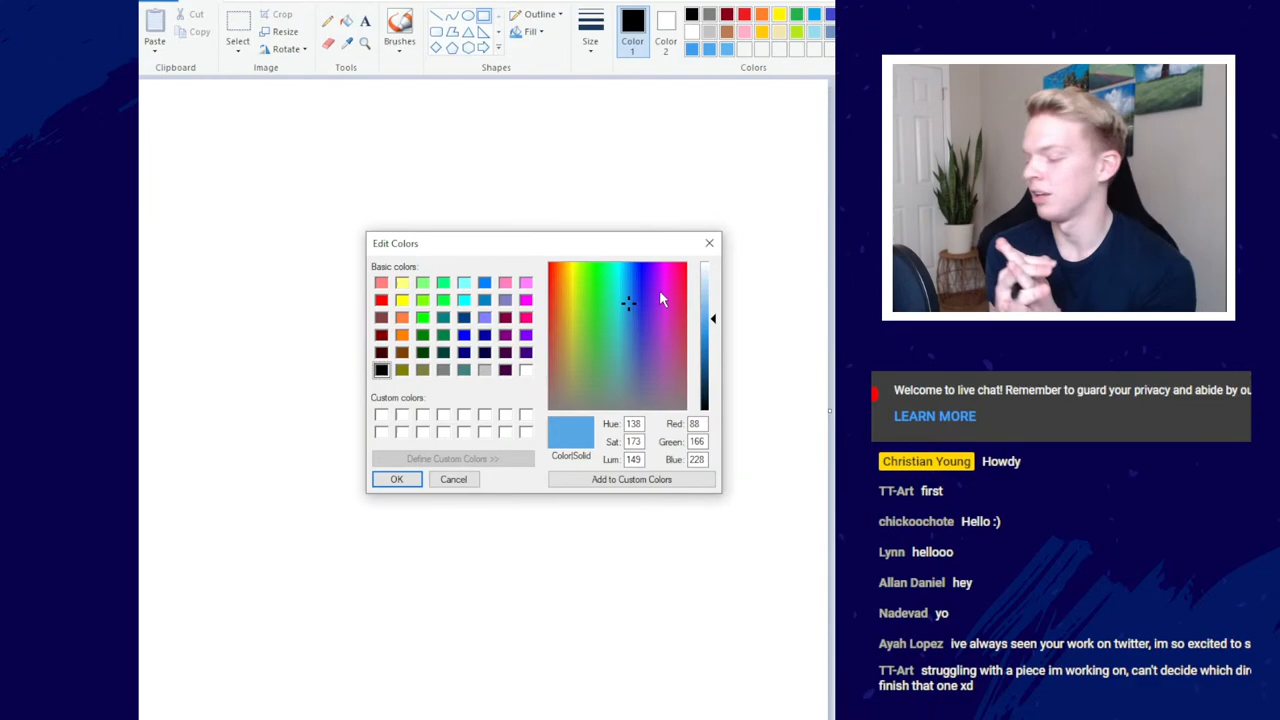 Paste
Cut
Copy
Clipboard
Select
Crop
Resize
Rotate
Image
A
Tools
Brushes
Outline
Fill
Shapes
Size
Color 1
Color 2
Colors
Edit Colors
Basic colors:
Custom colors:
Define Custom Colors >>
OK
Cancel
Color|Solid
Hue: 138
Sat: 173
Lum: 149
Red: 88
Green: 166
Blue: 228
Add to Custom Colors
Welcome to live chat! Remember to guard your privacy and abide by ou
LEARN MORE
Christian Young Howdy
TT-Art first
chickoochote Hello :)
Lynn hellooo
Allan Daniel hey
Nadevad yo
Ayah Lopez ive always seen your work on twitter, im so excited to s
TT-Art struggling with a piece im working on, can't decide which dire
finish that one xd